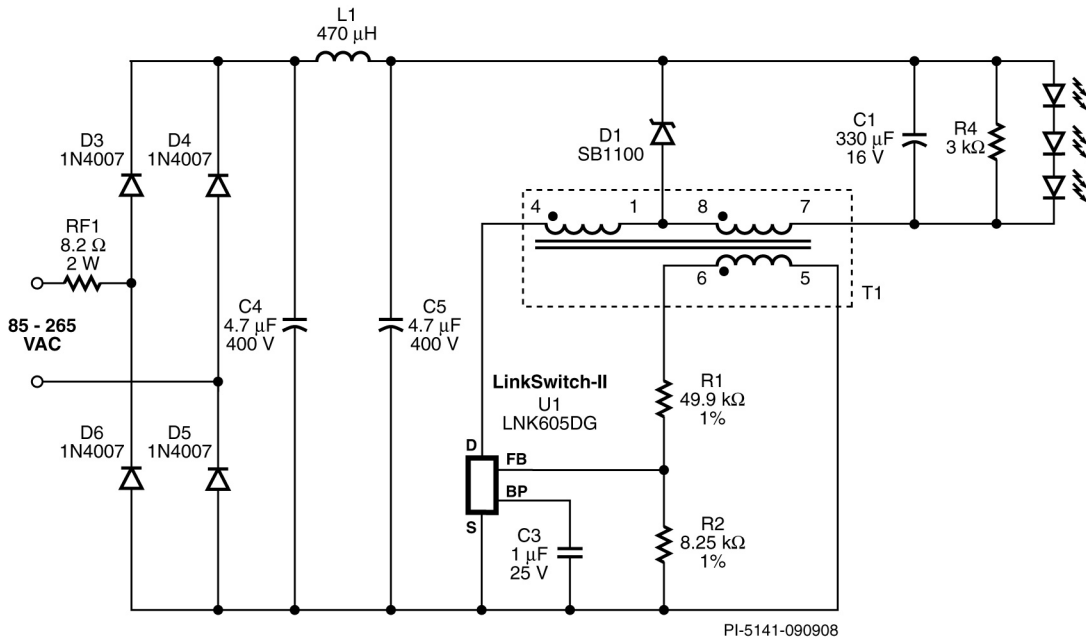 L1
470 µH
D3
1N4007
D4
1N4007
D1
SB1100
C1
330 µF
16 V
R4
3 kΩ
RF1
8.2 Ω
2 W
4
1
8
7
6
5
T1
85 - 265
VAC
C4
4.7 µF
400 V
C5
4.7 µF
400 V
LinkSwitch-II
U1
LNK605DG
R1
49.9 kΩ
1%
D6
1N4007
D5
1N4007
D
FB
BP
S
C3
1 µF
25 V
R2
8.25 kΩ
1%
PI-5141-090908